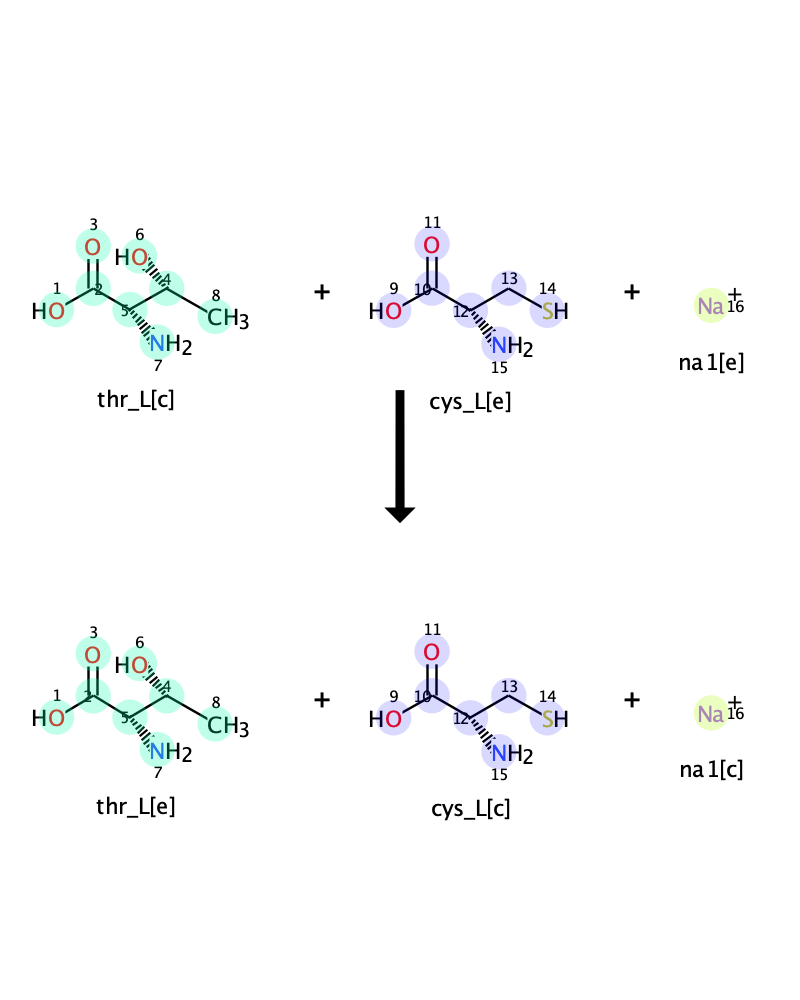 3
O
6
HO
1
HO
2
4
5
8
CH3
NH2
7
thr_L[c]
+
11
O
9
HO
10
13
14
SH
12
NH2
15
cys_L[e]
+
Na+
16
na1[e]
3
O
6
HO
1
HO
2
4
5
8
CH3
NH2
7
thr_L[e]
+
11
O
9
HO
10
13
14
SH
12
NH2
15
cys_L[c]
+
Na+
16
na1[c]